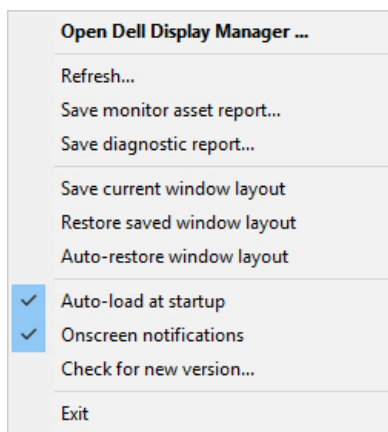 Open Dell Display Manager ...
Refresh...
Save monitor asset report...
Save diagnostic report...
Save current window layout
Restore saved window layout
Auto-restore window layout
Auto-load at startup
Onscreen notifications
Check for new version...
Exit